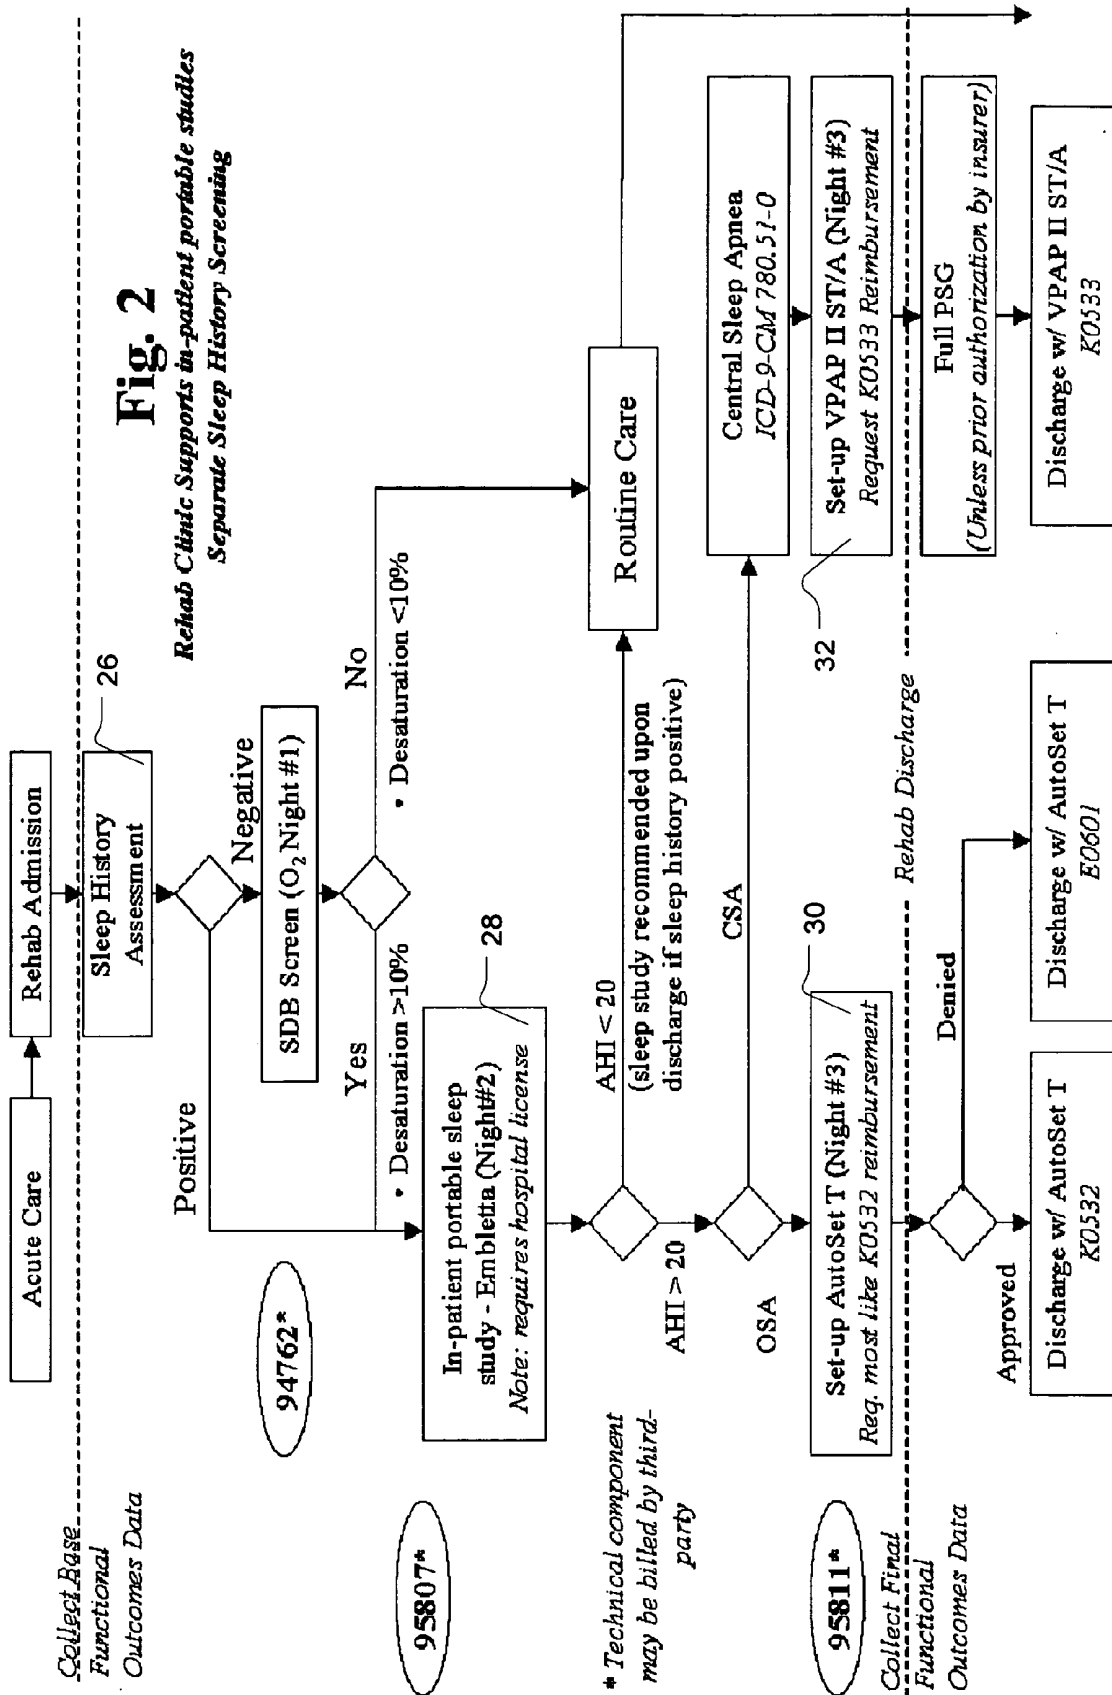 Fig. 2
Rehab Clinic Supports in-patient portable studies
Separate Sleep History Screening
Acute Care
Rehab Admission
Collect Base
Functional
Outcomes Data
Sleep History
Assessment
26
Positive
Negative
94762*
SDB Screen (O2 Night #1)
Yes
No
• Desaturation >10%
• Desaturation <10%
95807*
In-patient portable sleep
study - Embletta (Night#2)
Note: requires hospital license
28
Routine Care
AHI < 20
(sleep study recommended upon
discharge if sleep history positive)
* Technical component
may be billed by third-
party
AHI > 20
OSA
CSA
Central Sleep Apnea
ICD-9-CM 780.51-0
95811*
Set-up AutoSet T (Night #3)
Req. most like K0532 reimbursement
30
32
Set-up VPAP II ST/A (Night #3)
Request K0533 Reimbursement
Collect Final
Functional
Outcomes Data
Rehab Discharge
Approved
Denied
Full PSG
(Unless prior authorization by insurer)
Discharge w/ AutoSet T
K0532
Discharge w/ AutoSet T
E0601
Discharge w/ VPAP II ST/A
K0533